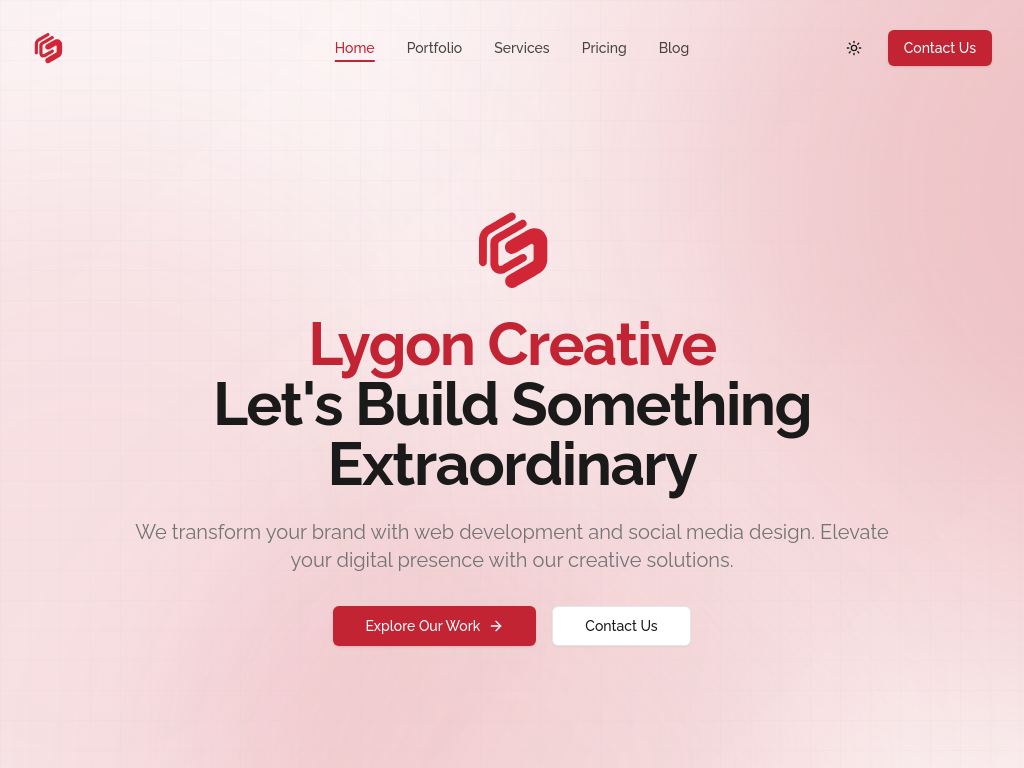 Home Portfolio Services Pricing Blog Contact Us
Lygon Creative
Let's Build Something
Extraordinary
We transform your brand with web development and social media design. Elevate
your digital presence with our creative solutions.
Explore Our Work Contact Us